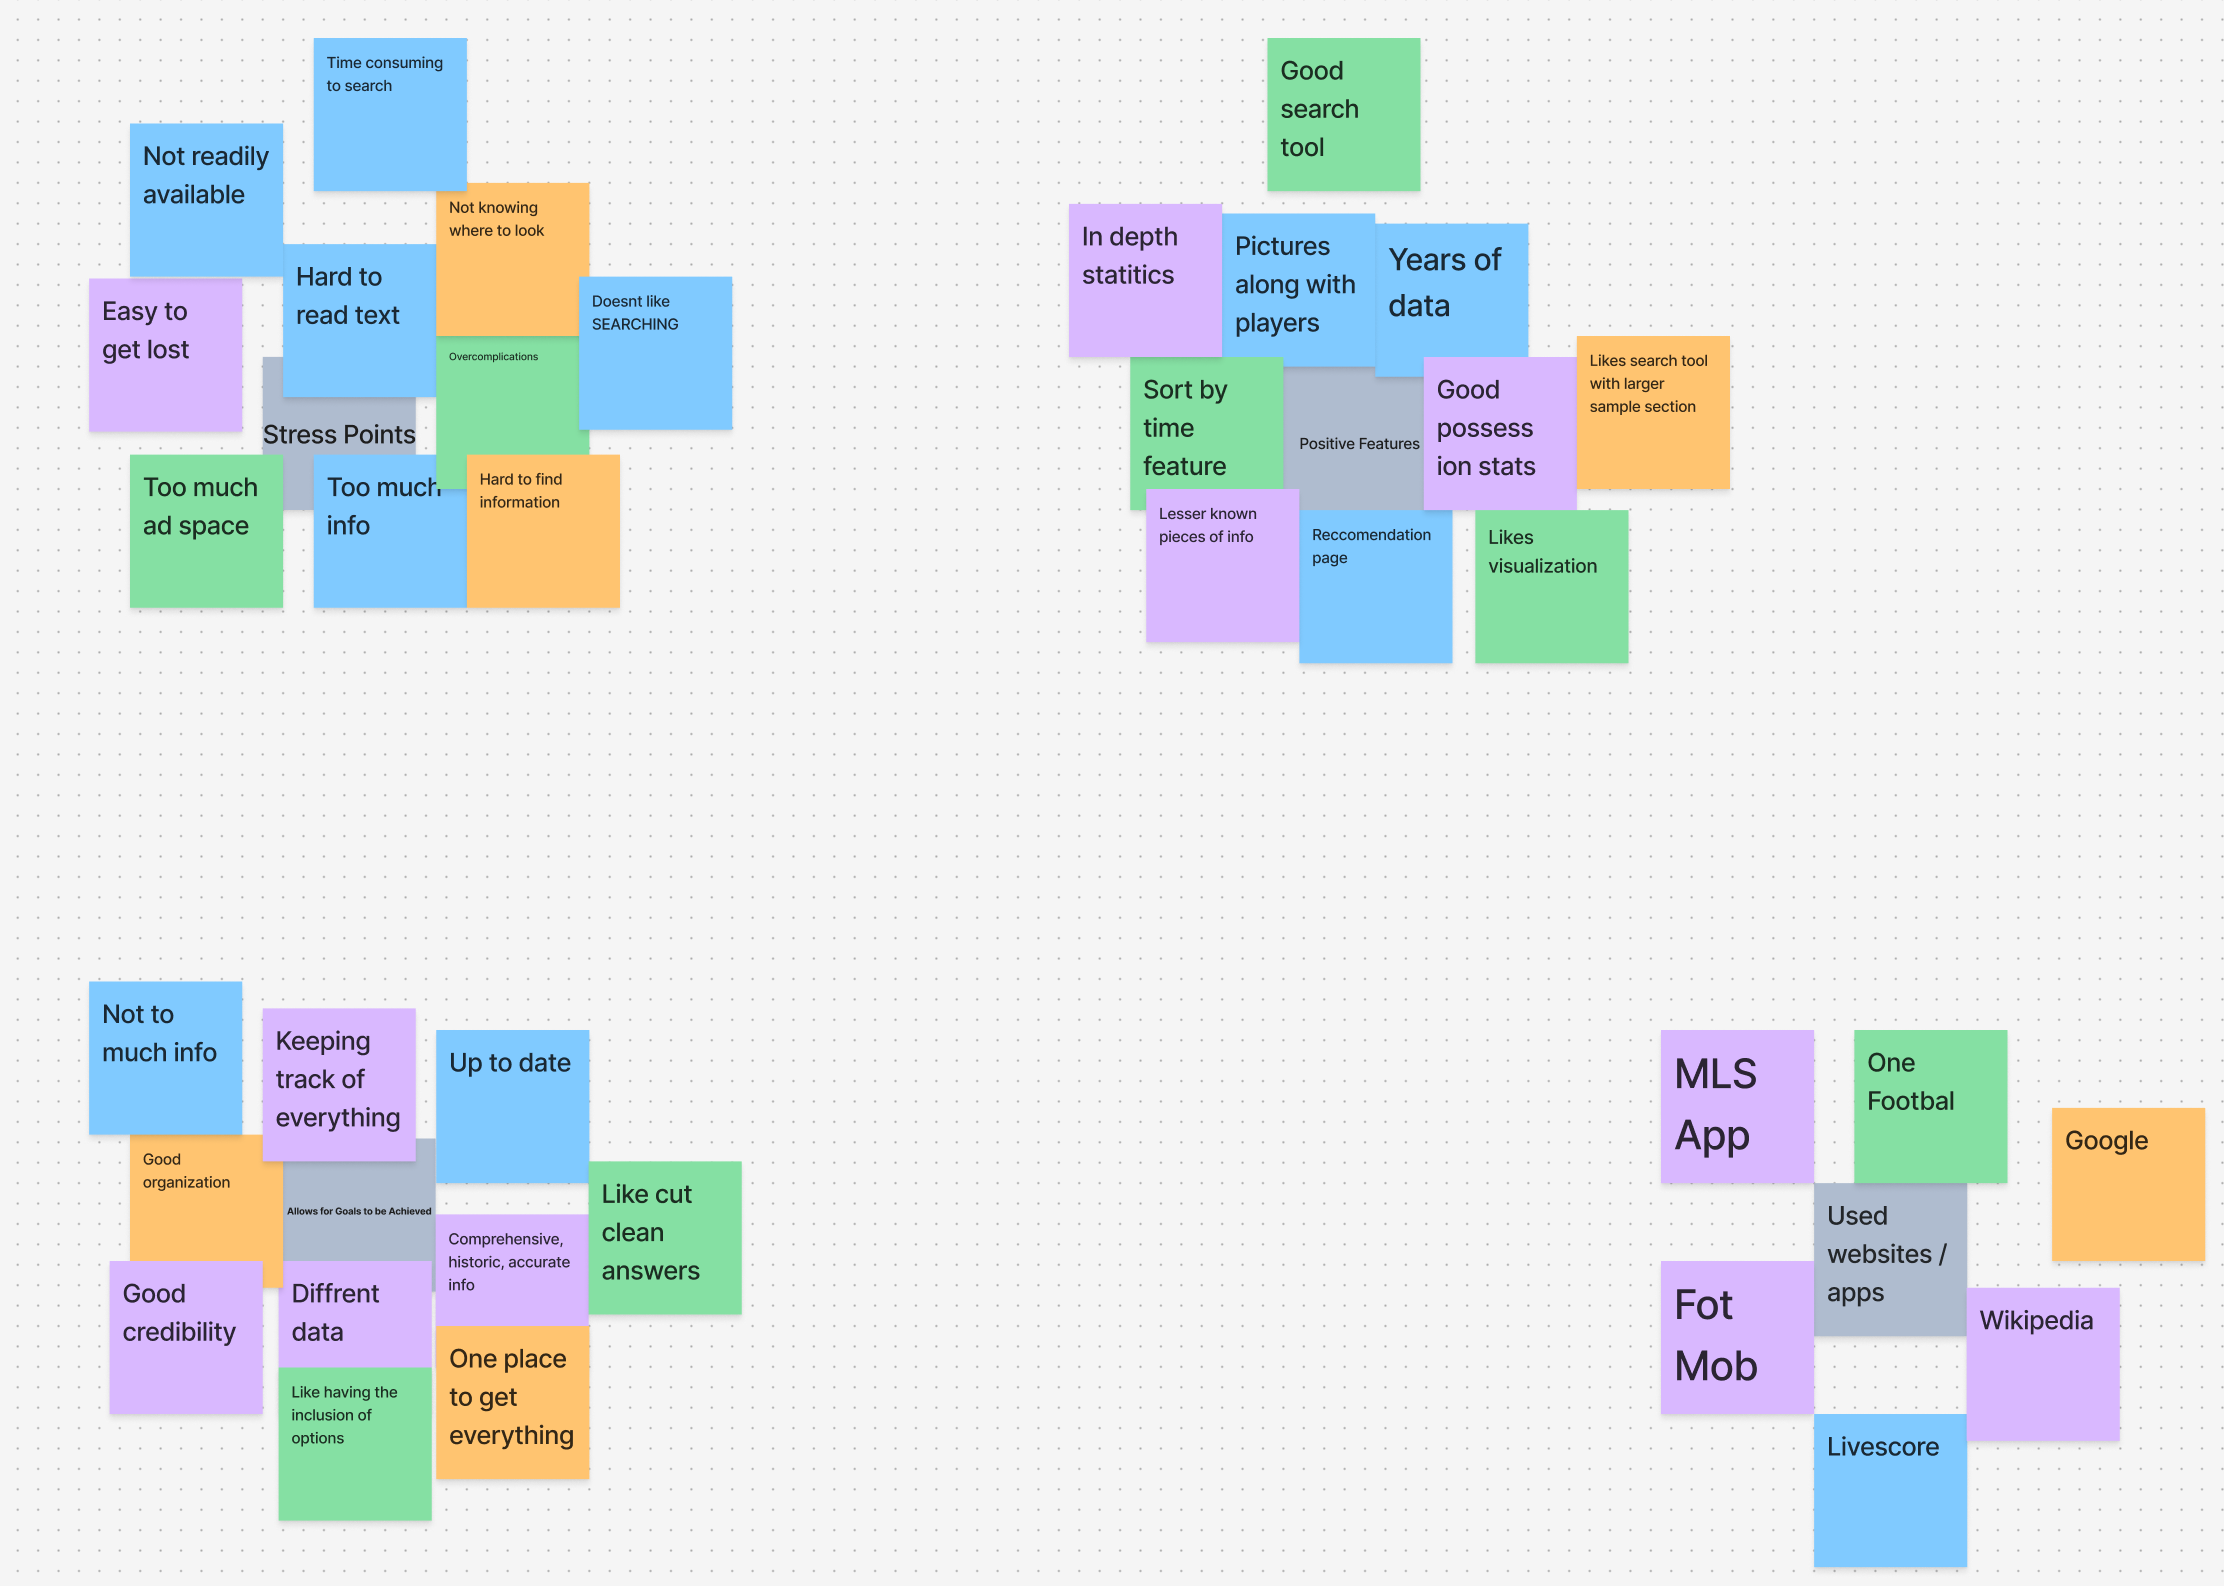 Time consuming
to search
Not readily
available
Not knowing
where to look
Hard to
read text
Easy to
get lost
Doesnt like
SEARCHING
Overcomplications
Stress Points
Too much
ad space
Too much
info
Hard to find
information
Good
search
tool
In depth
statitics
Pictures
along with
players
Years of
data
Sort by
time
feature
Positive Features
Good
possess
ion stats
Likes search tool
with larger
sample section
Lesser known
pieces of info
Reccomendation
page
Likes
visualization
Not to
much info
Keeping
track of
everything
Up to date
Good
organization
Allows for Goals to be Achieved
Like cut
clean
answers
Comprehensive,
historic, accurate
info
Good
credibility
Diffrent
data
One place
to get
everything
Like having the
inclusion of
options
MLS
App
One
Footbal
Google
Used
websites /
apps
Fot
Mob
Wikipedia
Livescore